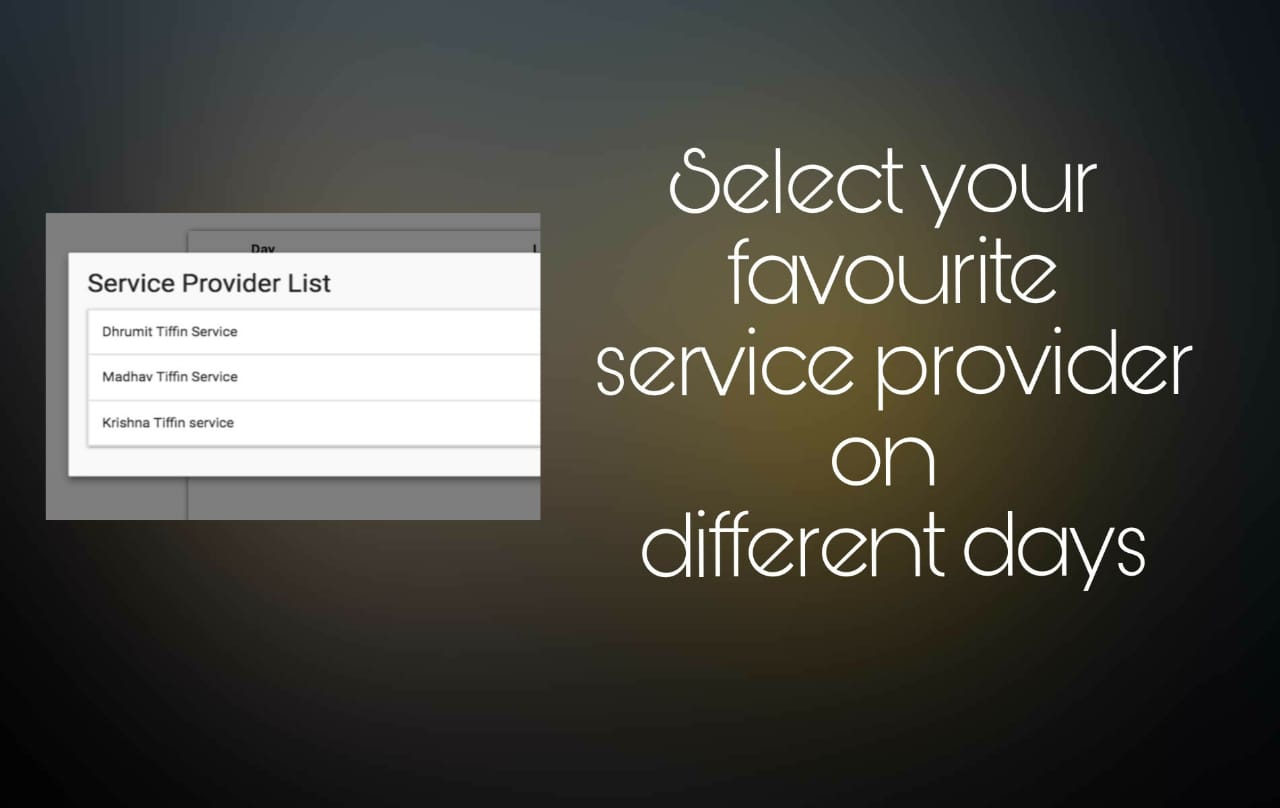 Day
Service Provider List
Dhrumit Tiffin Service
Madhav Tiffin Service
Krishna Tiffin service
Select your
favourite
service provider
on
different days